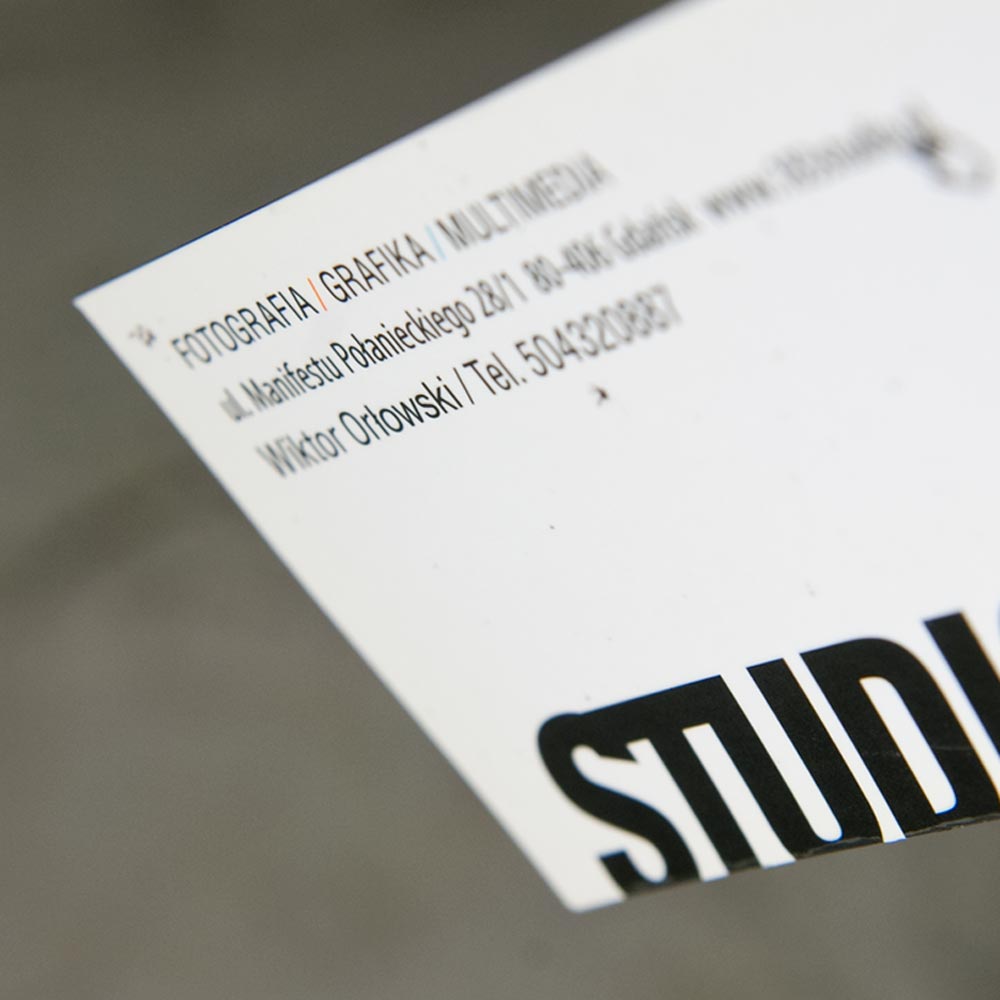 FOTOGRAFIA/GRAFIKA/MULTIMEDIA
ul. Manifestu Połanieckiego 28/1 80-406 Gdańsk
Wiktor Orłowski / Tel. 504320887